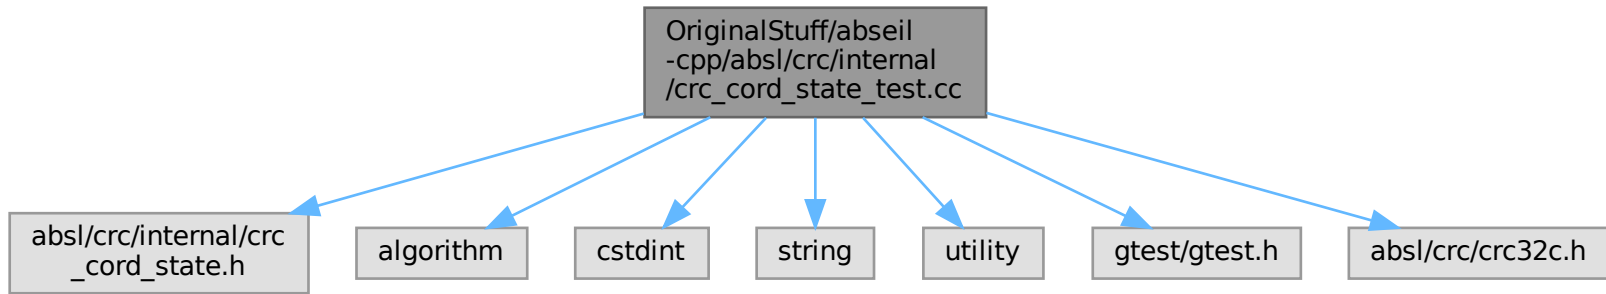 OriginalStuff/abseil
-cpp/absl/crc/internal
/crc_cord_state_test.cc
absl/crc/internal/crc
_cord_state.h
algorithm
cstdint
string
utility
gtest/gtest.h
absl/crc/crc32c.h